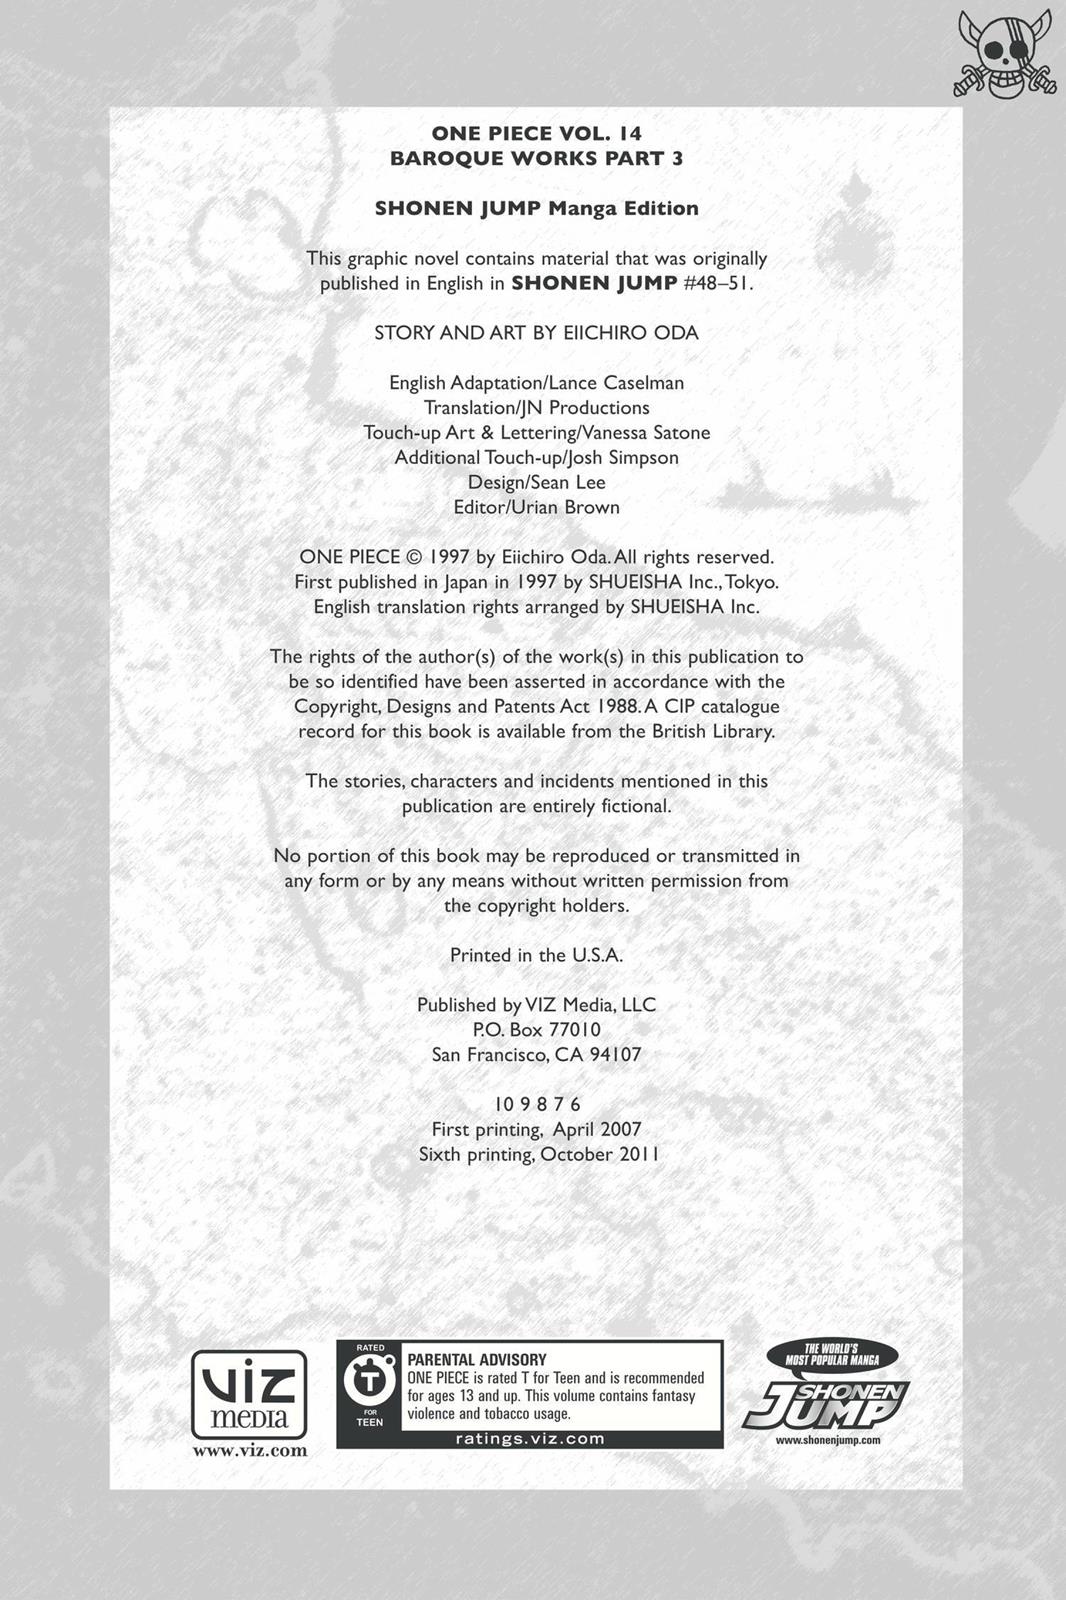 ONE PIECE VOL. 14
BAROQUE WORKS PART 3
SHONEN JUMP Manga Edition
This graphic novel contains material that was originally
published in English in SHONEN JUMP #48–51.
STORY AND ART BY EIICHIRO ODA
English Adaptation/Lance Caselman
Translation/JN Productions
Touch-up Art & Lettering/Vanessa Satone
Additional Touch-up/Josh Simpson
Design/Sean Lee
Editor/Urian Brown
ONE PIECE © 1997 by Eiichiro Oda. All rights reserved.
First published in Japan in 1997 by SHUEISHA Inc., Tokyo.
English translation rights arranged by SHUEISHA Inc.
The rights of the author(s) of the work(s) in this publication to
be so identified have been asserted in accordance with the
Copyright, Designs and Patents Act 1988. A CIP catalogue
record for this book is available from the British Library.
The stories, characters and incidents mentioned in this
publication are entirely fictional.
No portion of this book may be reproduced or transmitted in
any form or by any means without written permission from
the copyright holders.
Printed in the U.S.A.
Published by VIZ Media, LLC
P.O. Box 77010
San Francisco, CA 94107
10 9 8 7 6
First printing, April 2007
Sixth printing, October 2011
viz
media
www.viz.com
RATED
T
FOR
TEEN
PARENTAL ADVISORY
ONE PIECE is rated T for Teen and is recommended
for ages 13 and up. This volume contains fantasy
violence and tobacco usage.
ratings.viz.com
THE WORLD'S
MOST POPULAR MANGA
SHONEN
JUMP
www.shonenjump.com